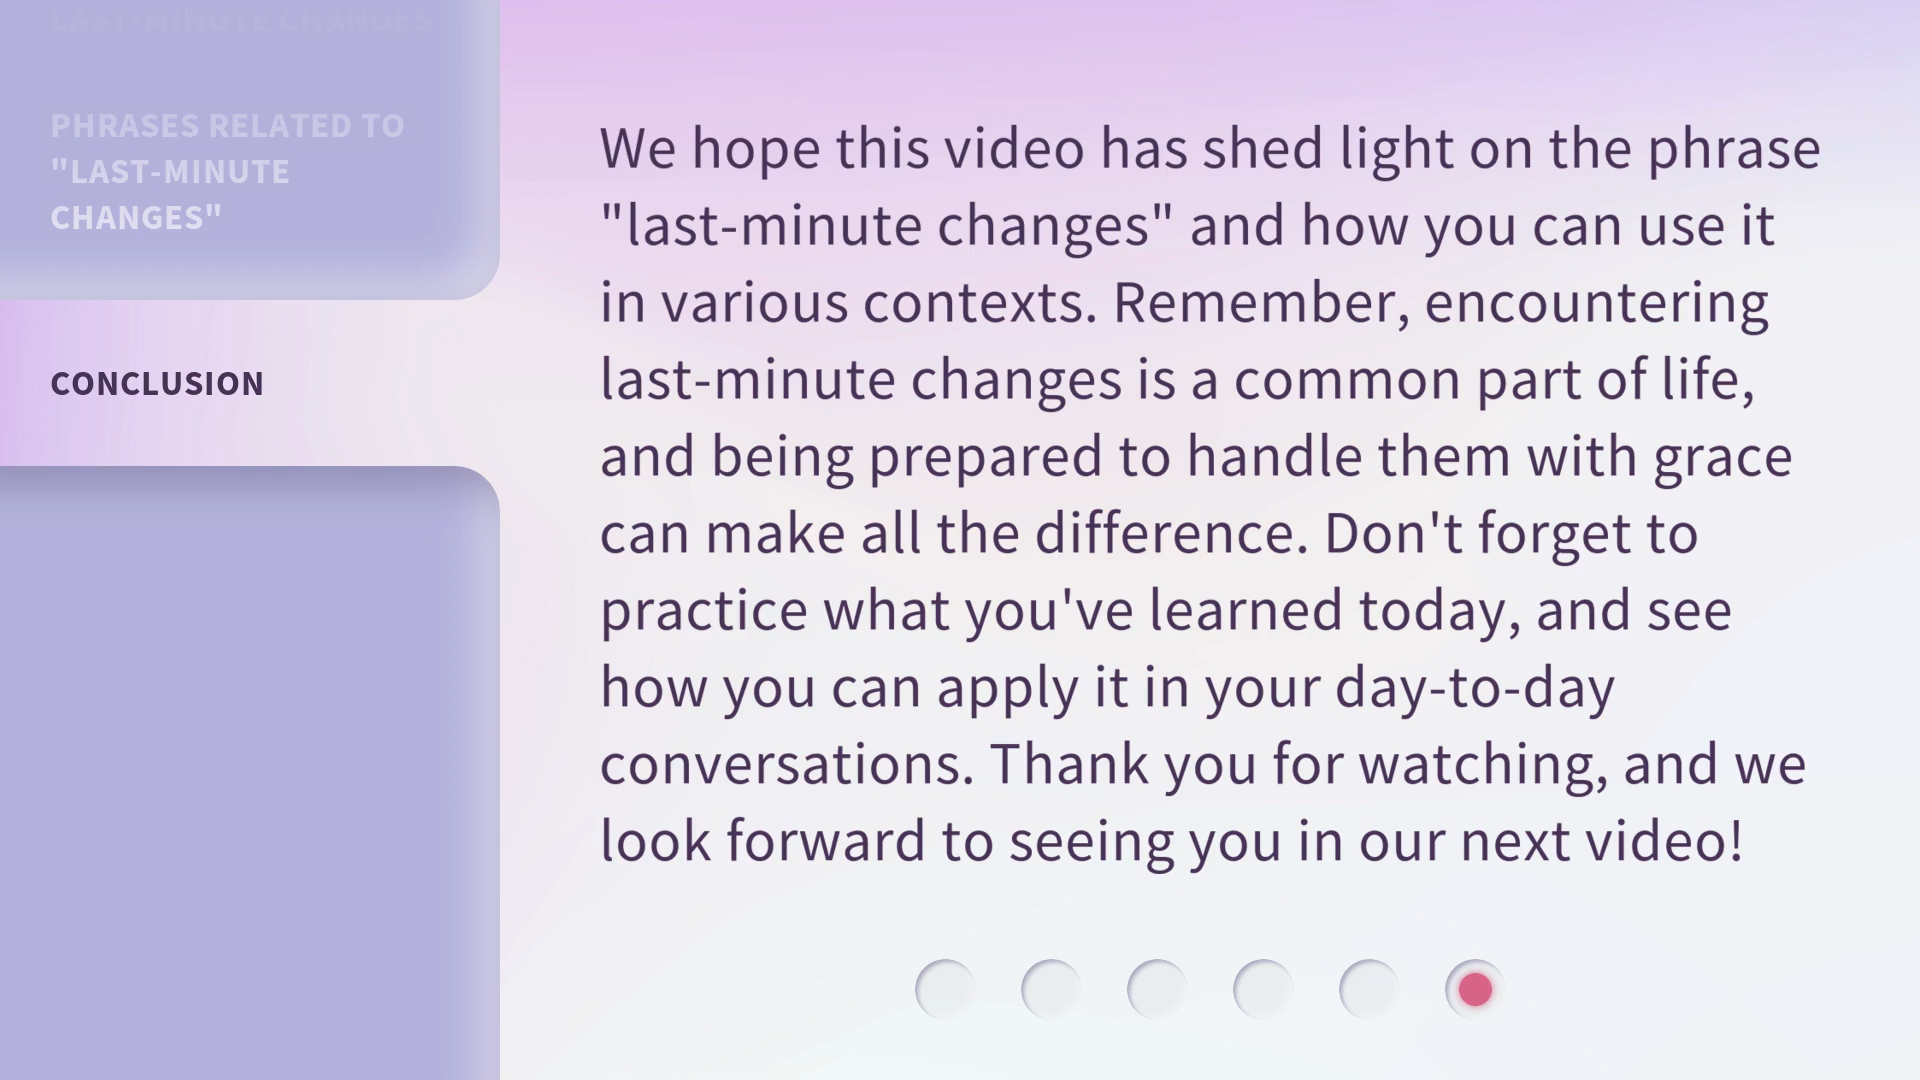 LAST-MINUTE CHANGES
PHRASES RELATED TO
"LAST-MINUTE
CHANGES"
CONCLUSION
We hope this video has shed light on the phrase
"last-minute changes" and how you can use it
in various contexts. Remember, encountering
last-minute changes is a common part of life,
and being prepared to handle them with grace
can make all the difference. Don't forget to
practice what you've learned today, and see
how you can apply it in your day-to-day
conversations. Thank you for watching, and we
look forward to seeing you in our next video!